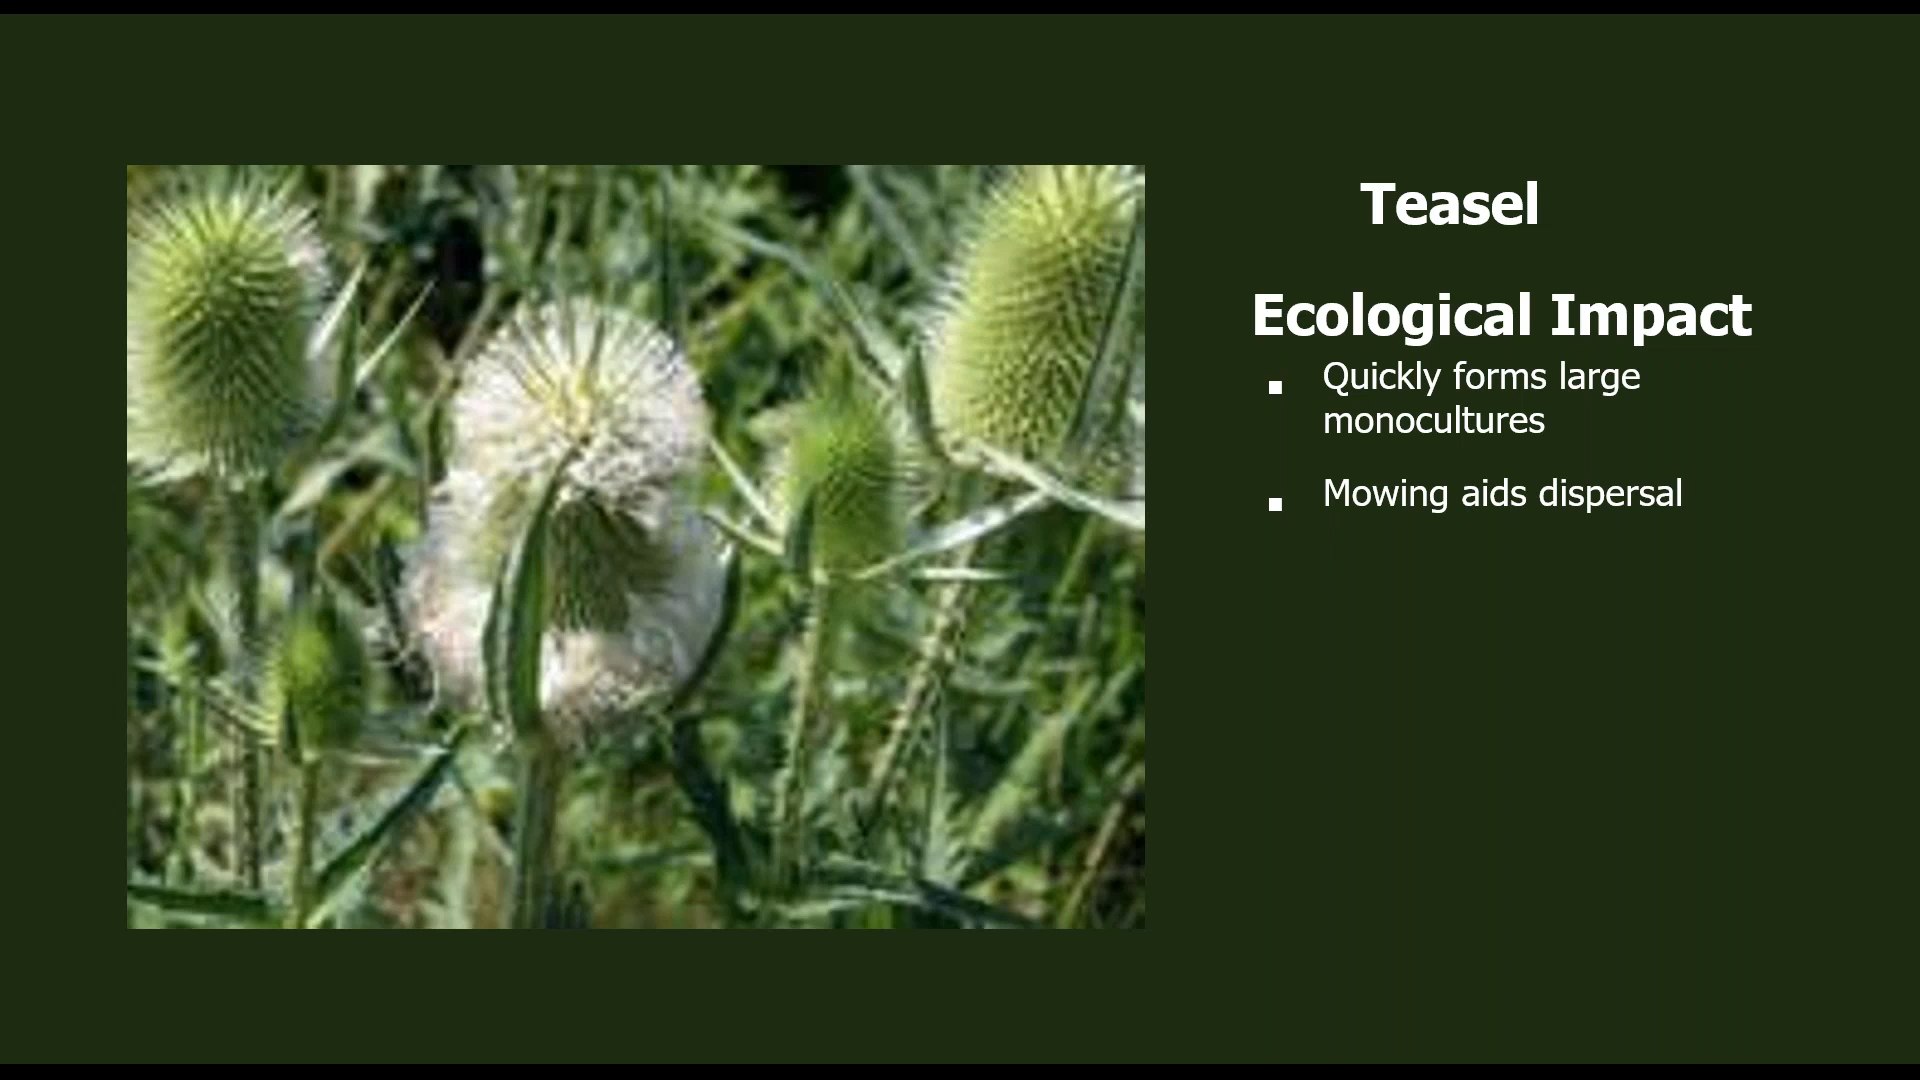 Teasel
Ecological Impact
▪ Quickly forms large
monocultures
▪ Mowing aids dispersal